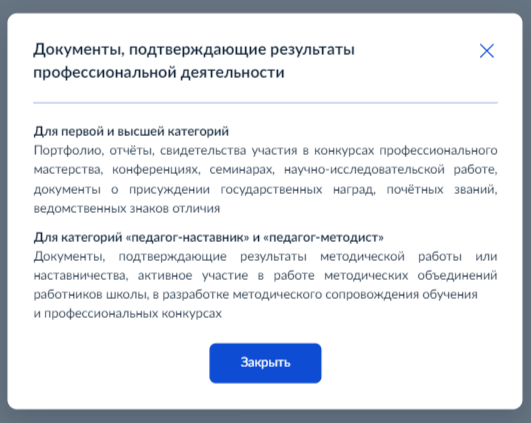 Документы, подтверждающие результаты
профессиональной деятельности
Для первой и высшей категорий
Портфолио, отчёты, свидетельства участия в конкурсах профессионального
мастерства, конференциях, семинарах, научно-исследовательской работе,
документы о присуждении государственных наград, почётных званий,
ведомственных знаков отличия
Для категорий «педагог-наставник» и «педагог-методист»
Документы, подтверждающие результаты методической работы или
наставничества, активное участие в работе методических объединений
работников школы, в разработке методического сопровождения обучения
и профессиональных конкурсах
Закрыть